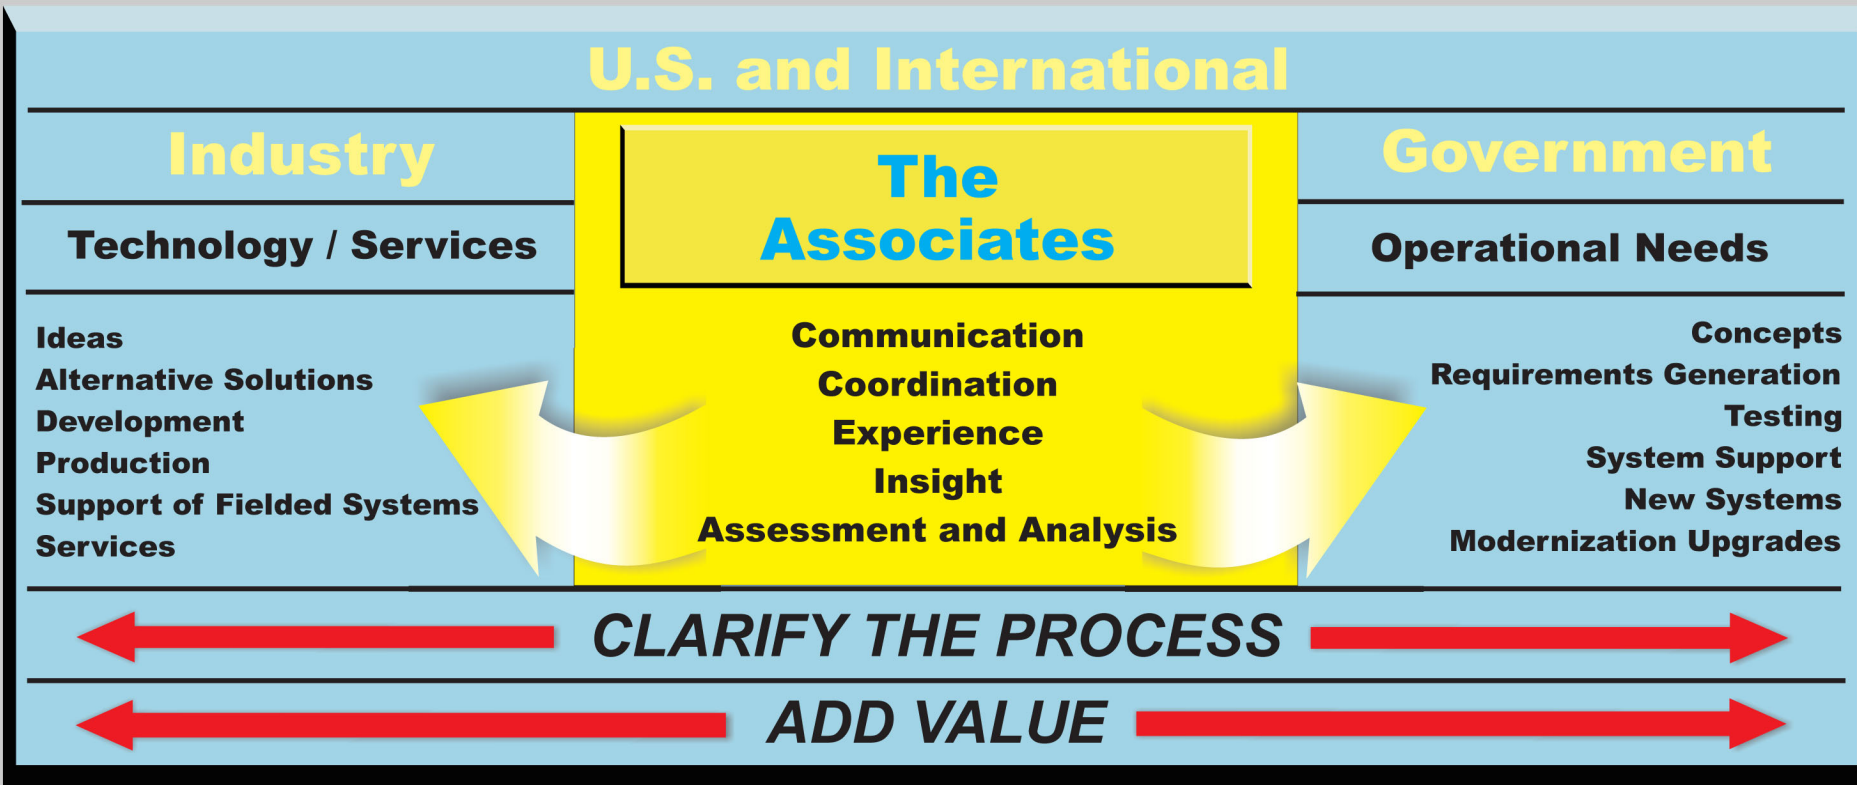 U.S. and International
Industry
Technology / Services
Ideas
Alternative Solutions
Development
Production
Support of Fielded Systems
Services
The
Associates
Communication
Coordination
Experience
Insight
Assessment and Analysis
Government
Operational Needs
Concepts
Requirements Generation
Testing
System Support
New Systems
Modernization Upgrades
CLARIFY THE PROCESS
ADD VALUE